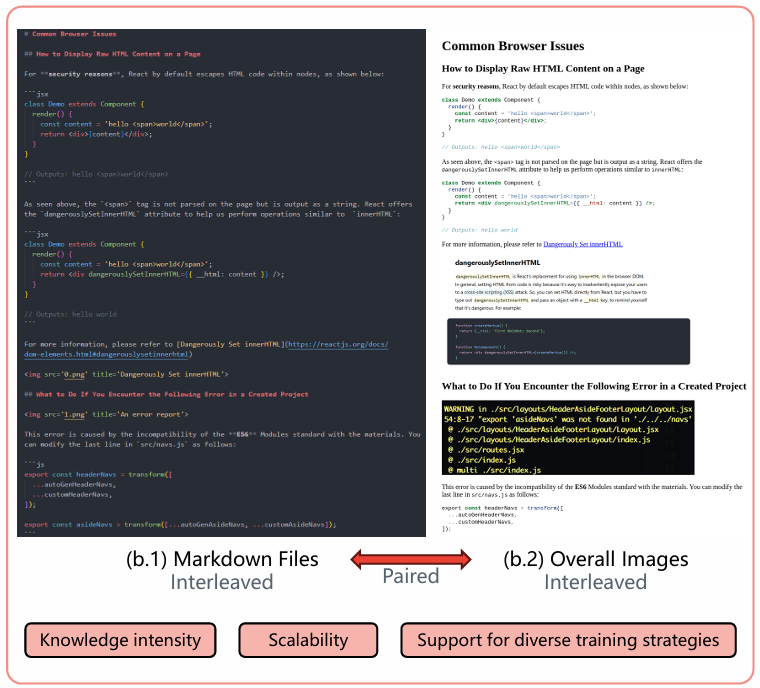 # Common Browser Issues
## How to Display Raw HTML Content on a Page
For **security reasons**, React by default escapes HTML code within nodes, as shown below:
```jsx
class Demo extends Component {
render() {
const content = 'hello <span>world</span>';
return <div>{content}</div>;
}
}
// Outputs: hello <span>world</span>
```
As seen above, the `<span>` tag is not parsed on the page but is output as a string. React offers
the `dangerouslySetInnerHTML` attribute to help us perform operations similar to  `innerHTML`:
```jsx
class Demo extends Component {
render() {
const content = 'hello <span>world</span>';
return <div dangerouslySetInnerHTML={{ __html: content }} />;
}
}
// Outputs: hello world
```
For more information, please refer to [Dangerously Set innerHTML](https://reactjs.org/docs/
dom-elements.html#dangerouslysetinnerhtml)
<img src='0.png' title='Dangerously Set innerHTML'>
## What to Do If You Encounter the Following Error in a Created Project
<img src='1.png' title='An error report'>
This error is caused by the incompatibility of the **ES6** Modules standard with the materials. You
can modify the last line in `src/navs.js` as follows:
```js
export const headerNavs = transform([
...autoGenHeaderNavs,
...customHeaderNavs,
]);
export const asideNavs = transform([...autoGenAsideNavs, ...customAsideNavs]);
```
Common Browser Issues
How to Display Raw HTML Content on a Page
For security reasons, React by default escapes HTML code within nodes, as shown below:
class Demo extends Component {
render() {
const content = 'hello <span>world</span>';
return <div>{content}</div>;
}
}
// Outputs: hello <span>world</span>
As seen above, the <span> tag is not parsed on the page but is output as a string. React offers the
dangerouslySetInnerHTML attribute to help us perform operations similar to innerHTML:
class Demo extends Component {
render() {
const content = 'hello <span>world</span>';
return <div dangerouslySetInnerHTML={{ __html: content }} />;
}
}
// Outputs: hello world
For more information, please refer to Dangerously Set innerHTML
dangerouslySetInnerHTML
dangerouslySetInnerHTML is React's replacement for using innerHTML in the browser DOM.
In general, setting HTML from code is risky because it's easy to inadvertently expose your users
to a cross-site scripting (XSS) attack. So, you can set HTML directly from React, but you have to
type out dangerouslySetInnerHTML and pass an object with a __html key, to remind yourself
that it's dangerous. For example:
function createMarkup() {
return {__html: 'First &middot; Second'};
}
function MyComponent() {
return <div dangerouslySetInnerHTML={createMarkup()} />;
}
What to Do If You Encounter the Following Error in a Created Project
WARNING in ./src/layouts/HeaderAsideFooterLayout/Layout.jsx
54:8-17 "export 'asideNavs' was not found in './../../navs'
@ ./src/layouts/HeaderAsideFooterLayout/Layout.jsx
@ ./src/layouts/HeaderAsideFooterLayout/index.js
@ ./src/routes.jsx
@ ./src/index.js
@ multi ./src/index.js
This error is caused by the incompatibility of the ES6 Modules standard with the materials. You can modify the
last line in src/navs.js as follows:
export const headerNavs = transform([
...autoGenHeaderNavs,
...customHeaderNavs,
]);
(b.1) Markdown Files
Interleaved
Paired
(b.2) Overall Images
Interleaved
Knowledge intensity
Scalability
Support for diverse training strategies